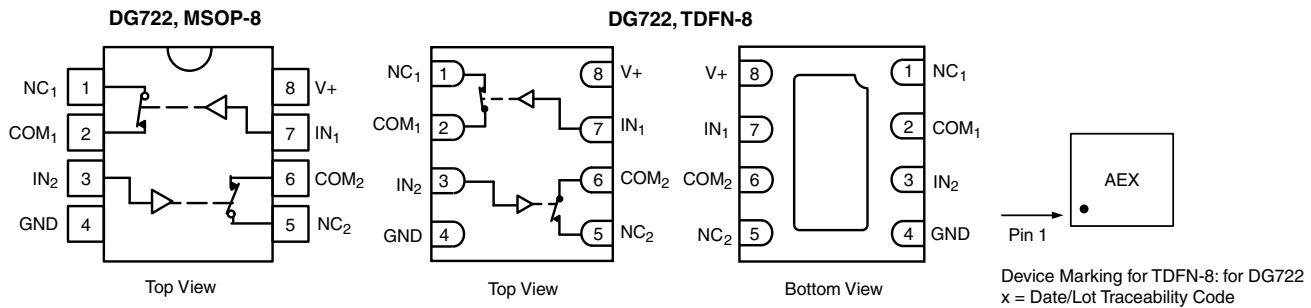 DG722, MSOP-8
NC1 1
COM1 2
IN2 3
GND 4
8 V+
7 IN1
6 COM2
5 NC2
Top View
DG722, TDFN-8
NC1 1
COM1 2
IN2 3
GND 4
8 V+
7 IN1
6 COM2
5 NC2
Top View
V+ 8
IN1 7
COM2 6
NC2 5
1 NC1
2 COM1
3 IN2
4 GND
Bottom View
AEX
Pin 1
Device Marking for TDFN-8: for DG722
x = Date/Lot Traceability Code